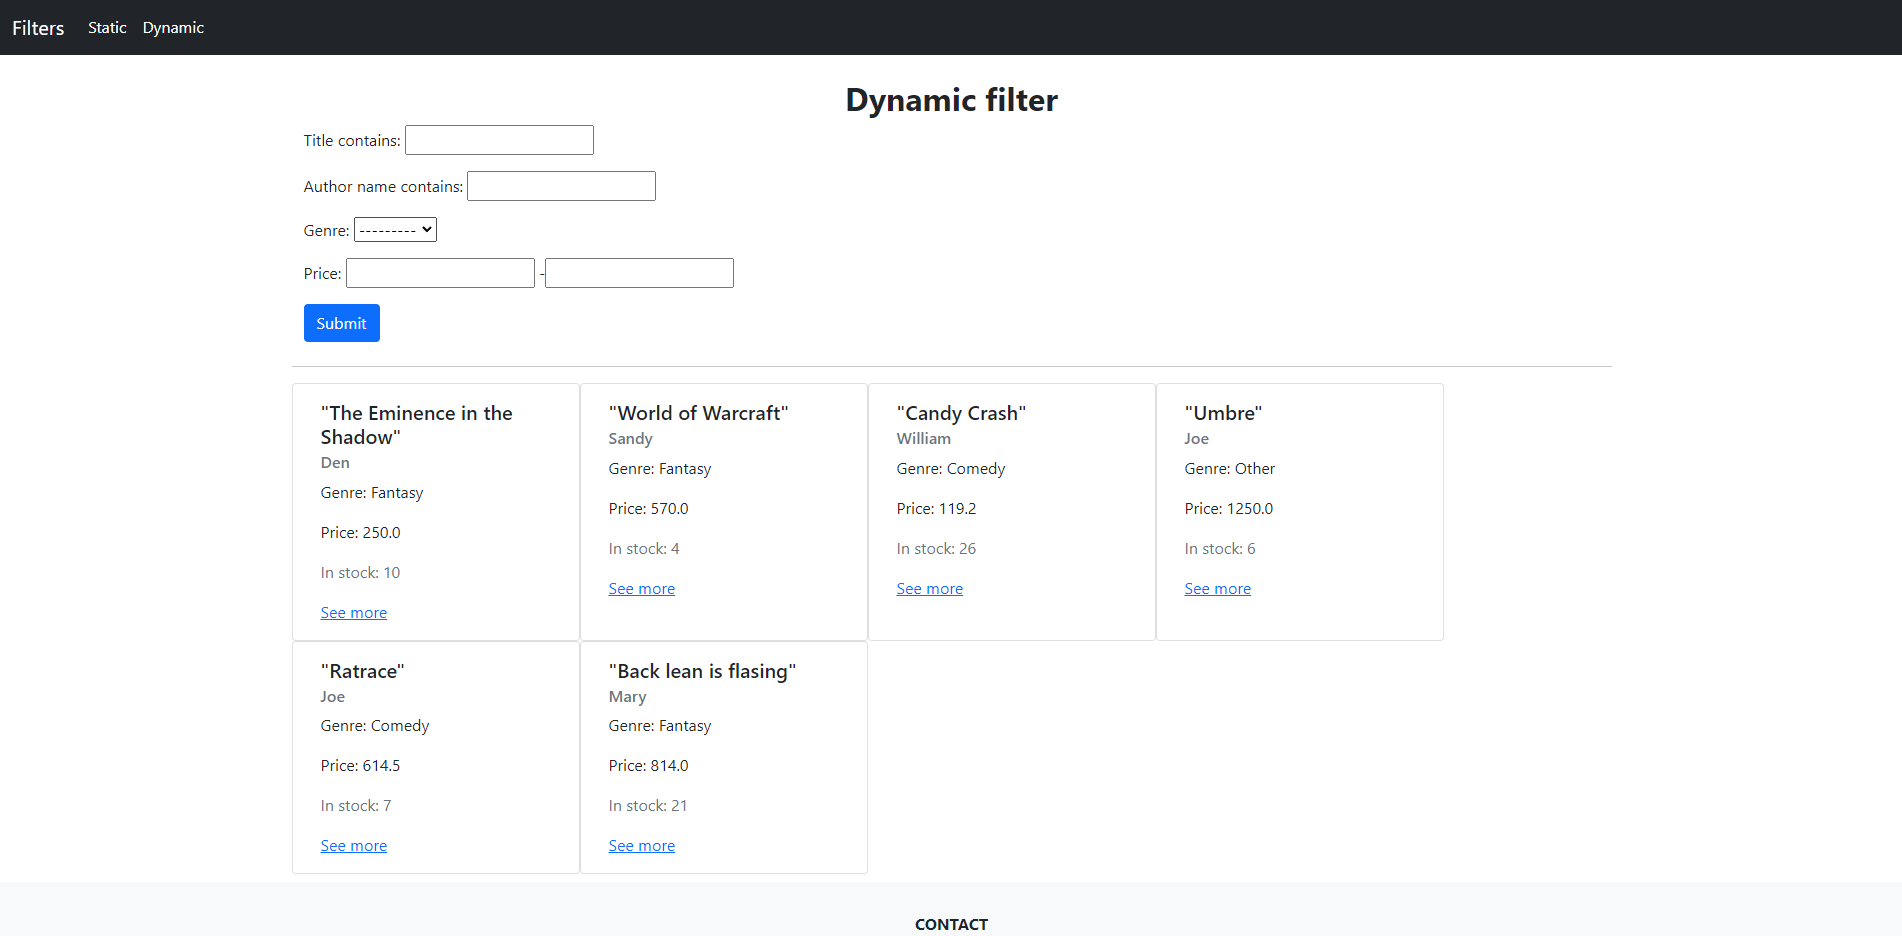 Filters Static Dynamic
Dynamic filter
Title contains:
Author name contains:
Genre: ---------
Price: -
Submit
"The Eminence in the
Shadow"
Den
Genre: Fantasy
Price: 250.0
In stock: 10
See more
"World of Warcraft"
Sandy
Genre: Fantasy
Price: 570.0
In stock: 4
See more
"Candy Crash"
William
Genre: Comedy
Price: 119.2
In stock: 26
See more
"Umbre"
Joe
Genre: Other
Price: 1250.0
In stock: 6
See more
"Ratrace"
Joe
Genre: Comedy
Price: 614.5
In stock: 7
See more
"Back lean is flasing"
Mary
Genre: Fantasy
Price: 814.0
In stock: 21
See more
CONTACT